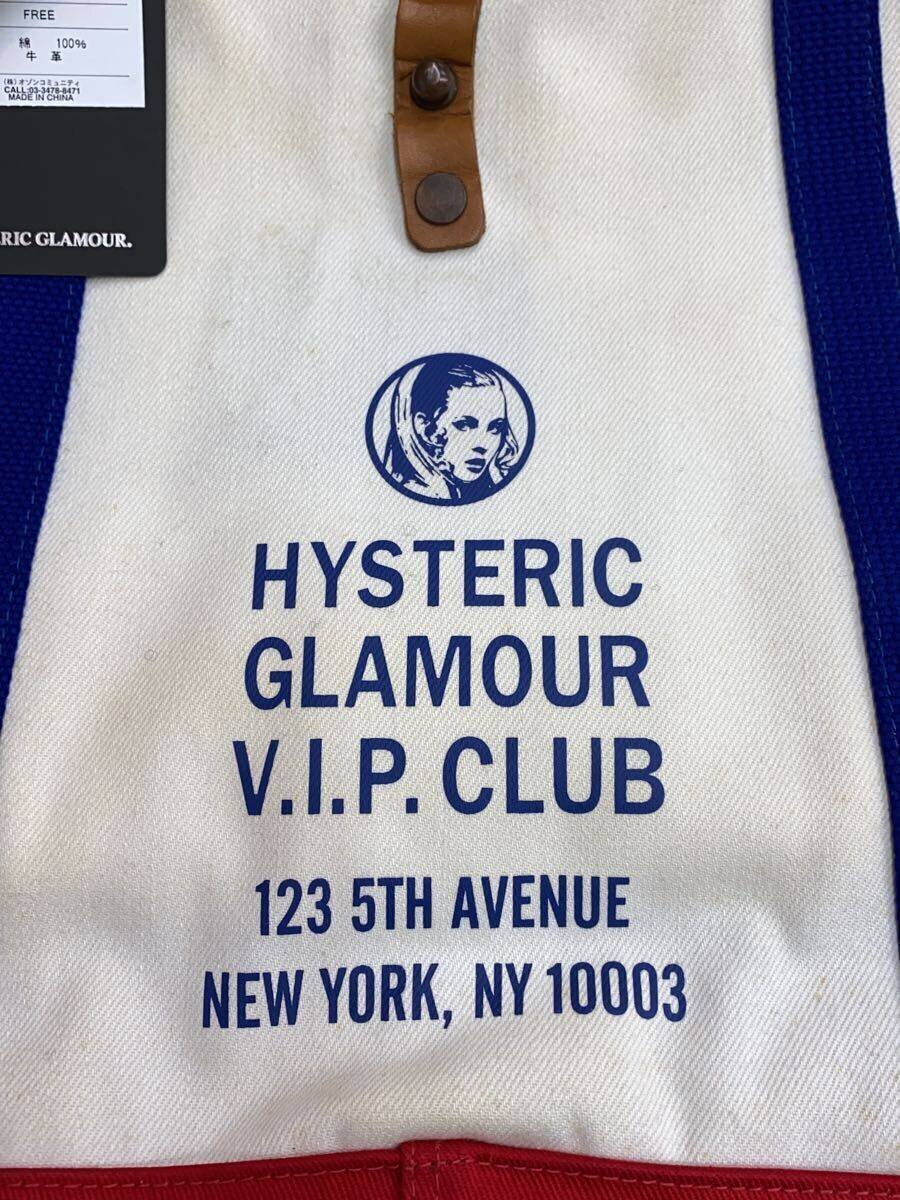 FREE
綿 100%
牛 革
(株)オゾンコミュニティ
CALL:03-3478-8471
MADE IN CHINA
RIC GLAMOUR.
HYSTERIC
GLAMOUR
V.I.P. CLUB
123 5TH AVENUE
NEW YORK, NY 10003